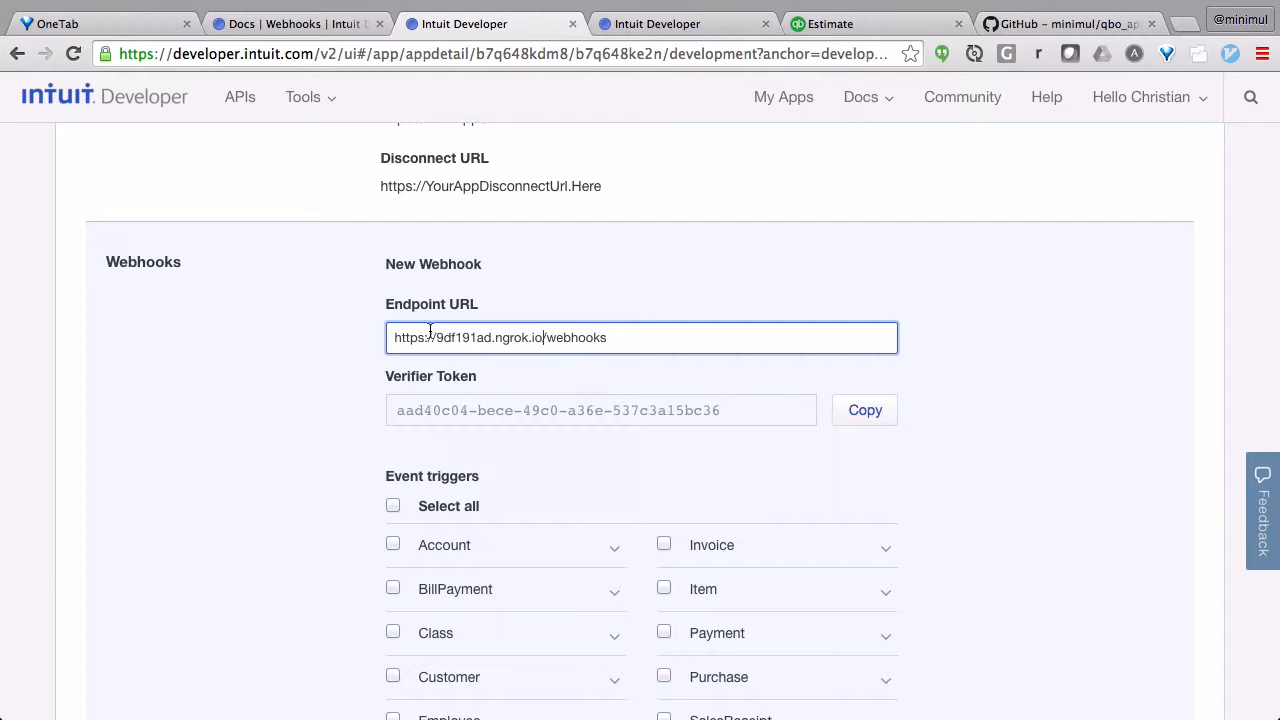 OneTab
Docs | Webhooks | Intuit D
Intuit Developer
Intuit Developer
Estimate
GitHub – minimul/qbo_ap
@minimul
https://developer.intuit.com/v2/ui#/app/appdetail/b7q648kdm8/b7q648ke2n/development?anchor=develop...
intuit Developer
APIs
Tools
My Apps
Docs
Community
Help
Hello Christian
Disconnect URL
https://YourAppDisconnectUrl.Here
Webhooks
New Webhook
Endpoint URL
https://9df191ad.ngrok.io/webhooks
Verifier Token
aad40c04-bece-49c0-a36e-537c3a15bc36
Copy
Event triggers
Select all
Account
Invoice
BillPayment
Item
Class
Payment
Customer
Purchase
Employee
SalesReceipt
Feedback